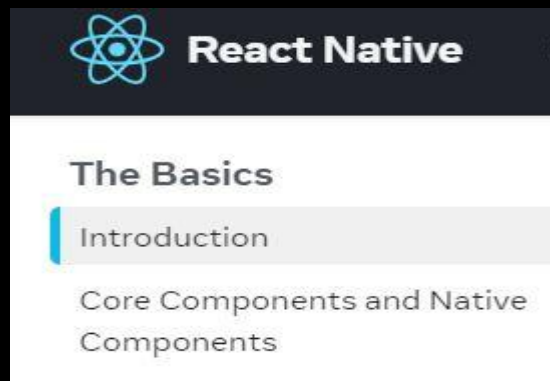 React Native
The Basics
Introduction
Core Components and Native
Components